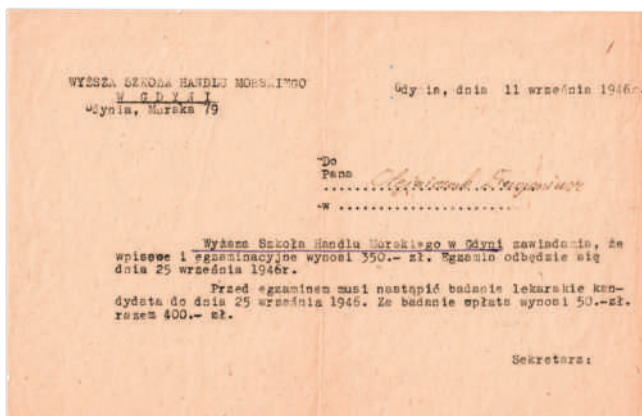 WYŻSZA SZKOŁA HANDLU MORSKIEGO
W GDYNI
Gdynia, Morska 79
Gdynia, dnia 11 września 1946r.
Do
Pana
w
Wyższa Szkoła Handlu Morskiego w Gdyni zawiadamia, że
wpisowe i egzaminacyjne wynosi 350.- zł. Egzamin odbędzie się
dnia 25 września 1946r.
Przed egzaminem musi nastąpić badanie lekarskie kan-
dydata do dnia 25 września 1946. Za badanie opłata wynosi 50.-zł.
razem 400.- zł.
Sekretarz: